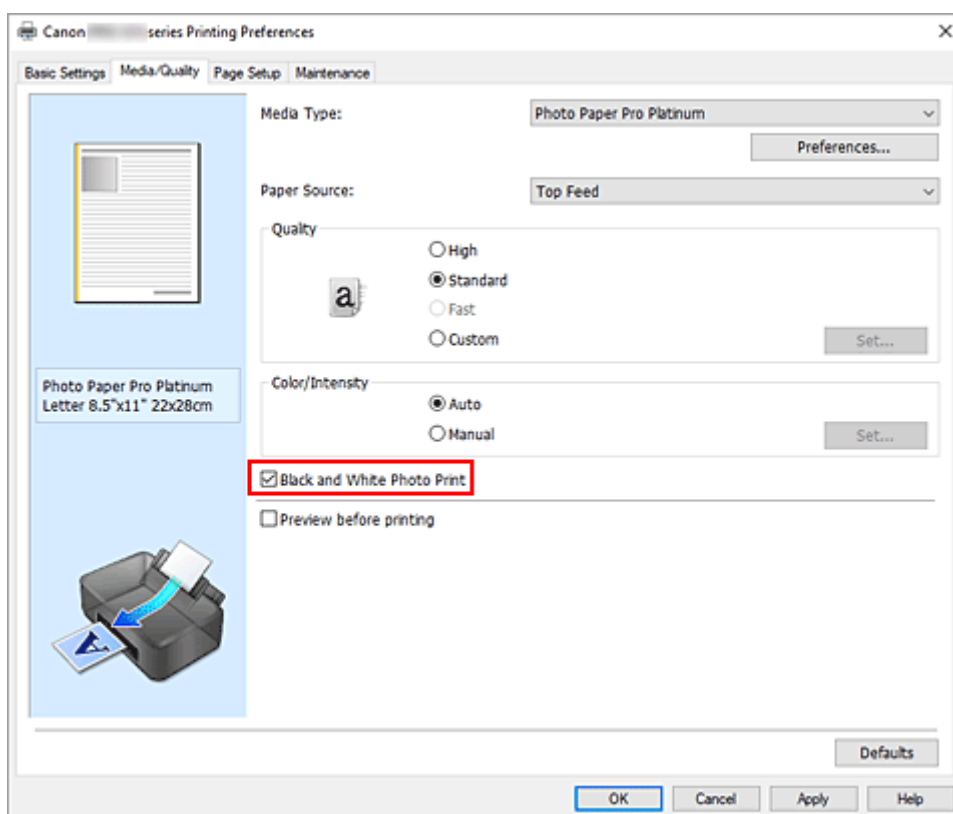 Canon series Printing Preferences
Basic Settings Media/Quality Page Setup Maintenance
Media Type: Photo Paper Pro Platinum
Preferences...
Paper Source: Top Feed
Quality
High
a Standard
Fast
Custom Set...
Photo Paper Pro Platinum
Letter 8.5"x11" 22x28cm
Color/Intensity
Auto
Manual Set...
Black and White Photo Print
Preview before printing
A
Defaults
OK Cancel Apply Help